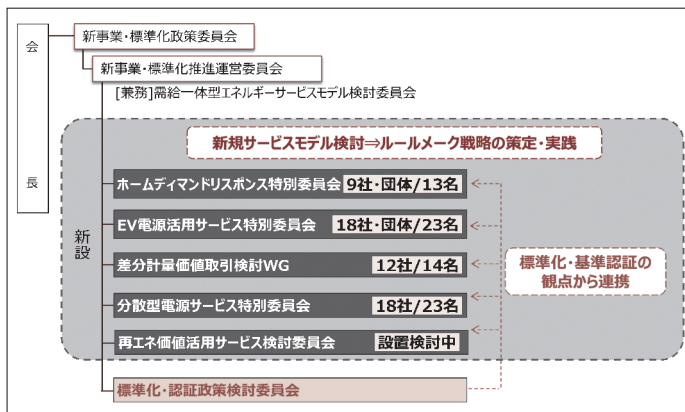 会長
新事業・標準化政策委員会
新事業・標準化推進運営委員会
[兼務]需給一体型エネルギーサービスモデル検討委員会
新規サービスモデル検討⇒ルールメーク戦略の策定・実践
新設
ホームディマンドリスポンス特別委員会 9社・団体/13名
EV電源活用サービス特別委員会 18社・団体/23名
差分計量価値取引検討WG 12社/14名
分散型電源サービス特別委員会 18社/23名
再エネ価値活用サービス検討委員会 設置検討中
標準化・基準認証の
観点から連携
標準化・認証政策検討委員会